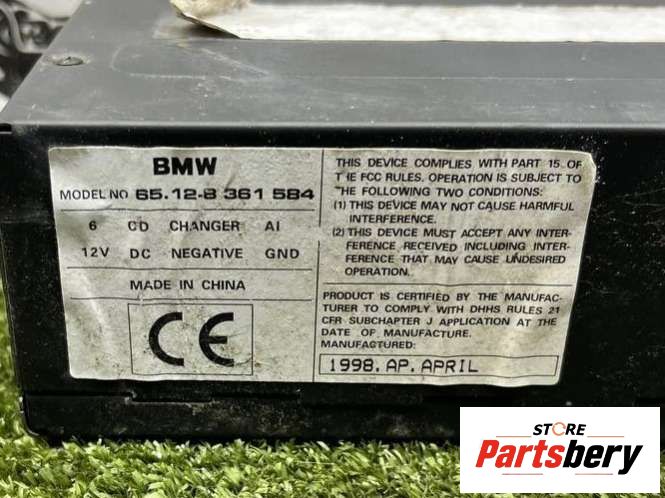 BMW
MODEL NO 65.12-8 361 584
6 CD CHANGER AI
12V DC NEGATIVE GND
MADE IN CHINA
CE
THIS DEVICE COMPLIES WITH PART 15 OF
THE FCC RULES. OPERATION IS SUBJECT TO
THE FOLLOWING TWO CONDITIONS:
(1) THIS DEVICE MAY NOT CAUSE HARMFUL
INTERFERENCE.
(2) THIS DEVICE MUST ACCEPT ANY INTER-
FERENCE RECEIVED INCLUDING INTER-
FERENCE THAT MAY CAUSE UNDESIRED
OPERATION.
PRODUCT IS CERTIFIED BY THE MANUFAC-
TURER TO COMPLY WITH DHHS RULES 21
CFR SUBCHAPTER J APPLICATION AT THE
DATE OF MANUFACTURE.
MANUFACTURED:
1998. AP. APRIL
STORE
Partsbery